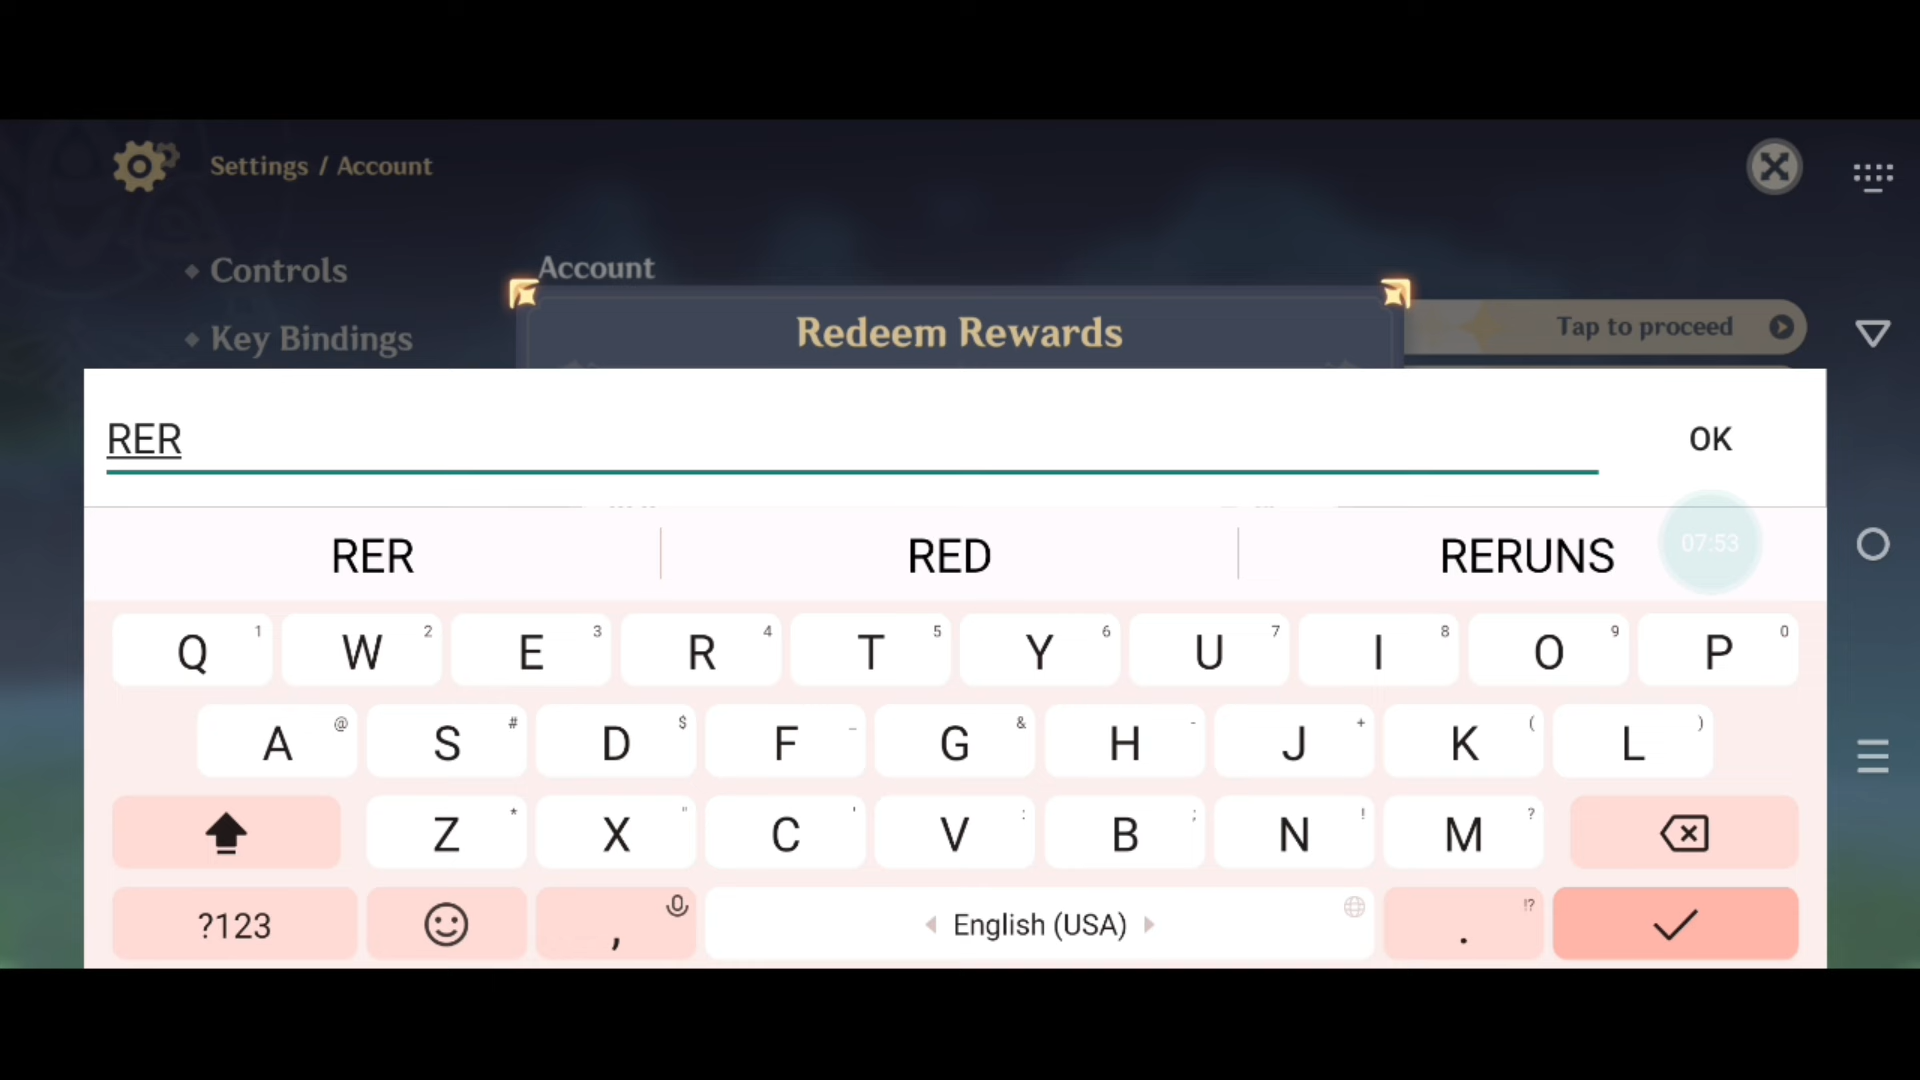 Settings / Account
Controls
Account
Key Bindings
Redeem Rewards
Tap to proceed
RER
OK
RER RED RERUNS
07:53
Q 1 W 2 E 3 R 4 T 5 Y 6 U 7 I 8 O 9 P 0
A @ S # D $ F _ G & H - J + K ( L )
Z * X " C ' V : B ; N ! M ?
?123 , English (USA) . !?